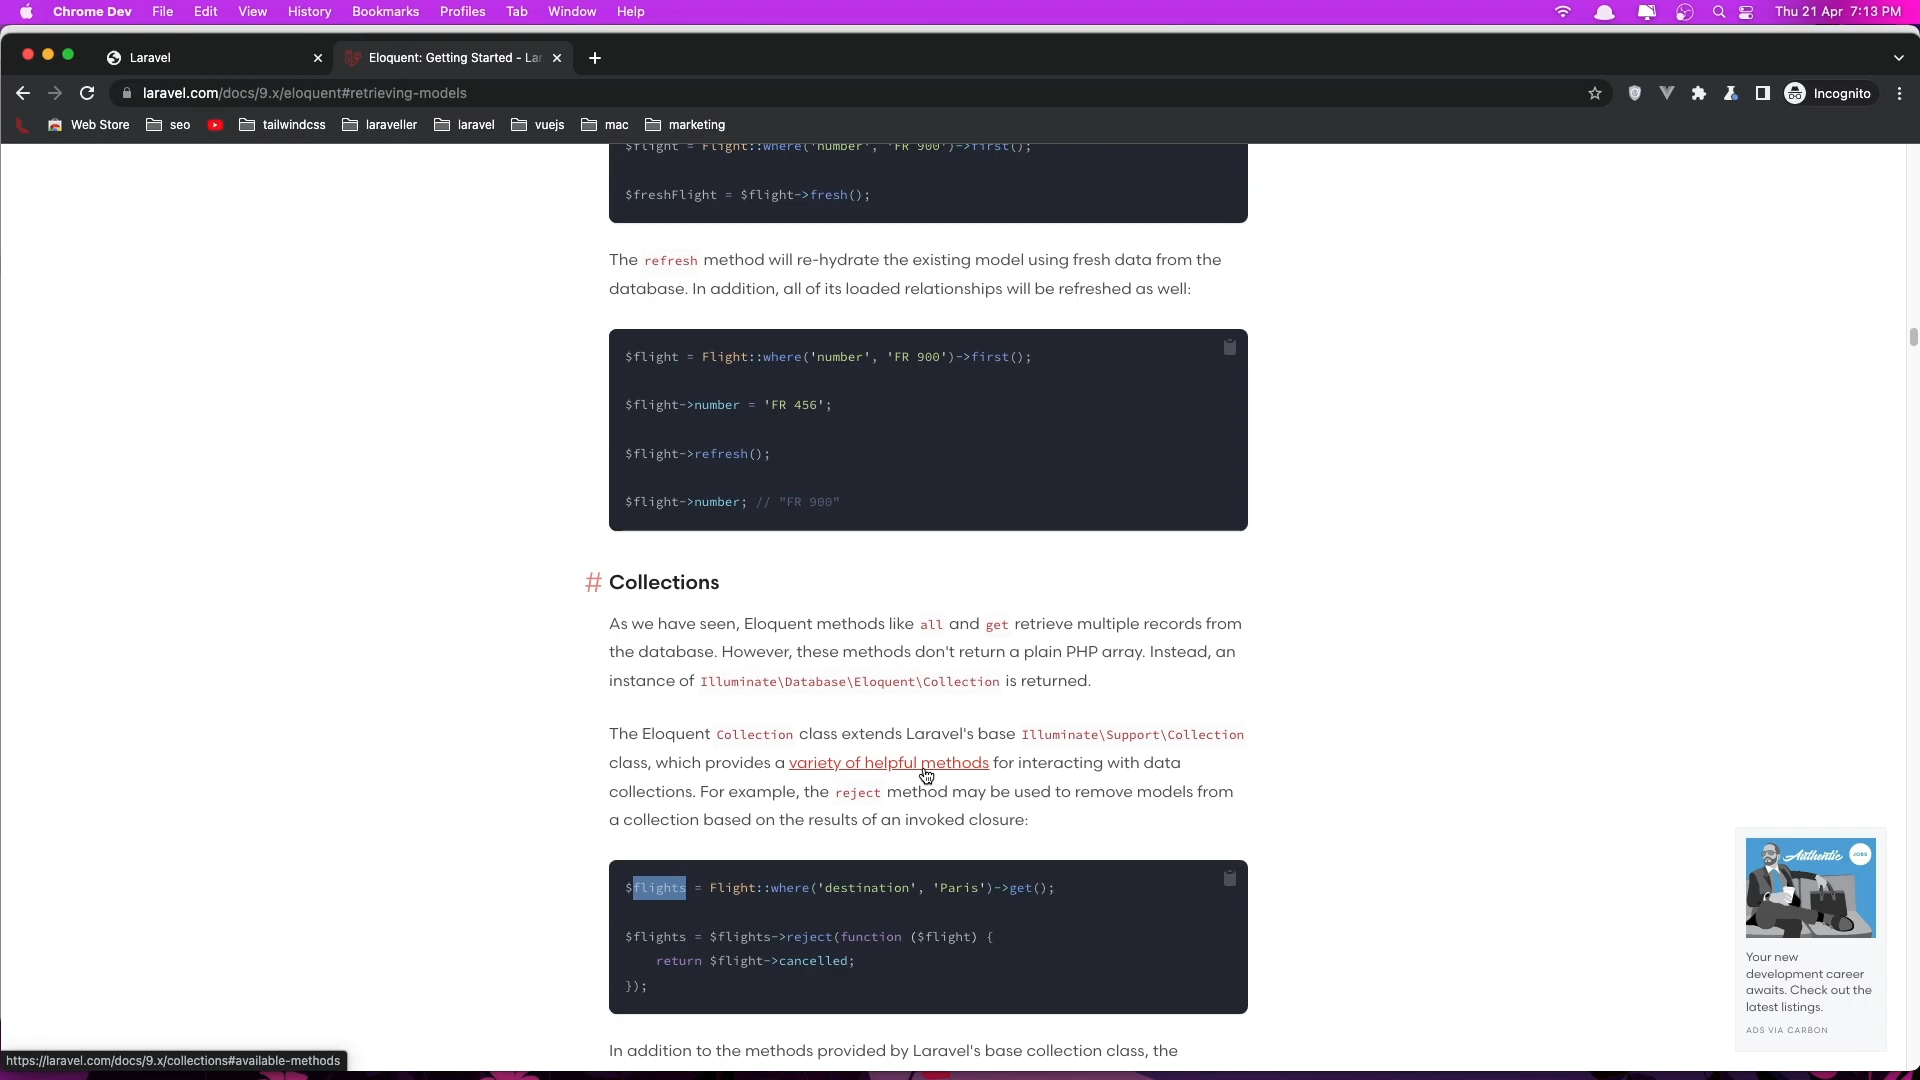 Chrome Dev File Edit View History Bookmarks Profiles Tab Window Help Thu 21 Apr 7:13 PM
Laravel Eloquent: Getting Started - La
laravel.com/docs/9.x/eloquent#retrieving-models Incognito
Web Store seo tailwindcss laraveller laravel vuejs mac marketing
$flight = Flight::where('number', 'FR 900')->first();
$freshFlight = $flight->fresh();
The refresh method will re-hydrate the existing model using fresh data from the
database. In addition, all of its loaded relationships will be refreshed as well:
$flight = Flight::where('number', 'FR 900')->first();
$flight->number = 'FR 456';
$flight->refresh();
$flight->number; // "FR 900"
# Collections
As we have seen, Eloquent methods like all and get retrieve multiple records from
the database. However, these methods don't return a plain PHP array. Instead, an
instance of Illuminate\Database\Eloquent\Collection is returned.
The Eloquent Collection class extends Laravel's base Illuminate\Support\Collection
class, which provides a variety of helpful methods for interacting with data
collections. For example, the reject method may be used to remove models from
a collection based on the results of an invoked closure:
$flights = Flight::where('destination', 'Paris')->get();
$flights = $flights->reject(function ($flight) {
return $flight->cancelled;
});
In addition to the methods provided by Laravel's base collection class, the
Authentic JOBS
Your new
development career
awaits. Check out the
latest listings.
ADS VIA CARBON
https://laravel.com/docs/9.x/collections#available-methods